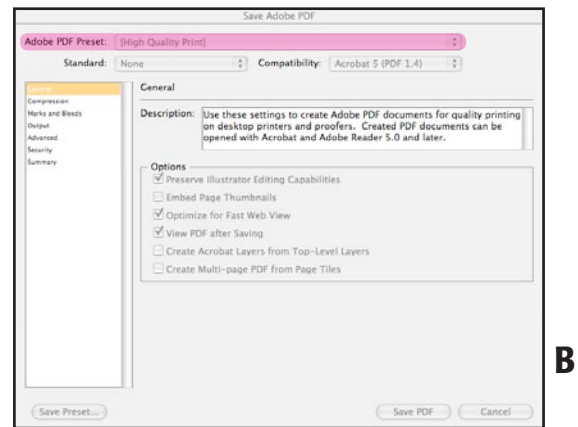 Save Adobe PDF
Adobe PDF Preset: [High Quality Print]
Standard: None Compatibility: Acrobat 5 (PDF 1.4)
General
Compression
Marks and Bleeds
Output
Advanced
Security
Summary
General
Description: Use these settings to create Adobe PDF documents for quality printing
on desktop printers and proofers. Created PDF documents can be
opened with Acrobat and Adobe Reader 5.0 and later.
Options
Preserve Illustrator Editing Capabilities
Embed Page Thumbnails
Optimize for Fast Web View
View PDF after Saving
Create Acrobat Layers from Top-Level Layers
Create Multi-page PDF from Page Tiles
B
Save Preset... Save PDF Cancel